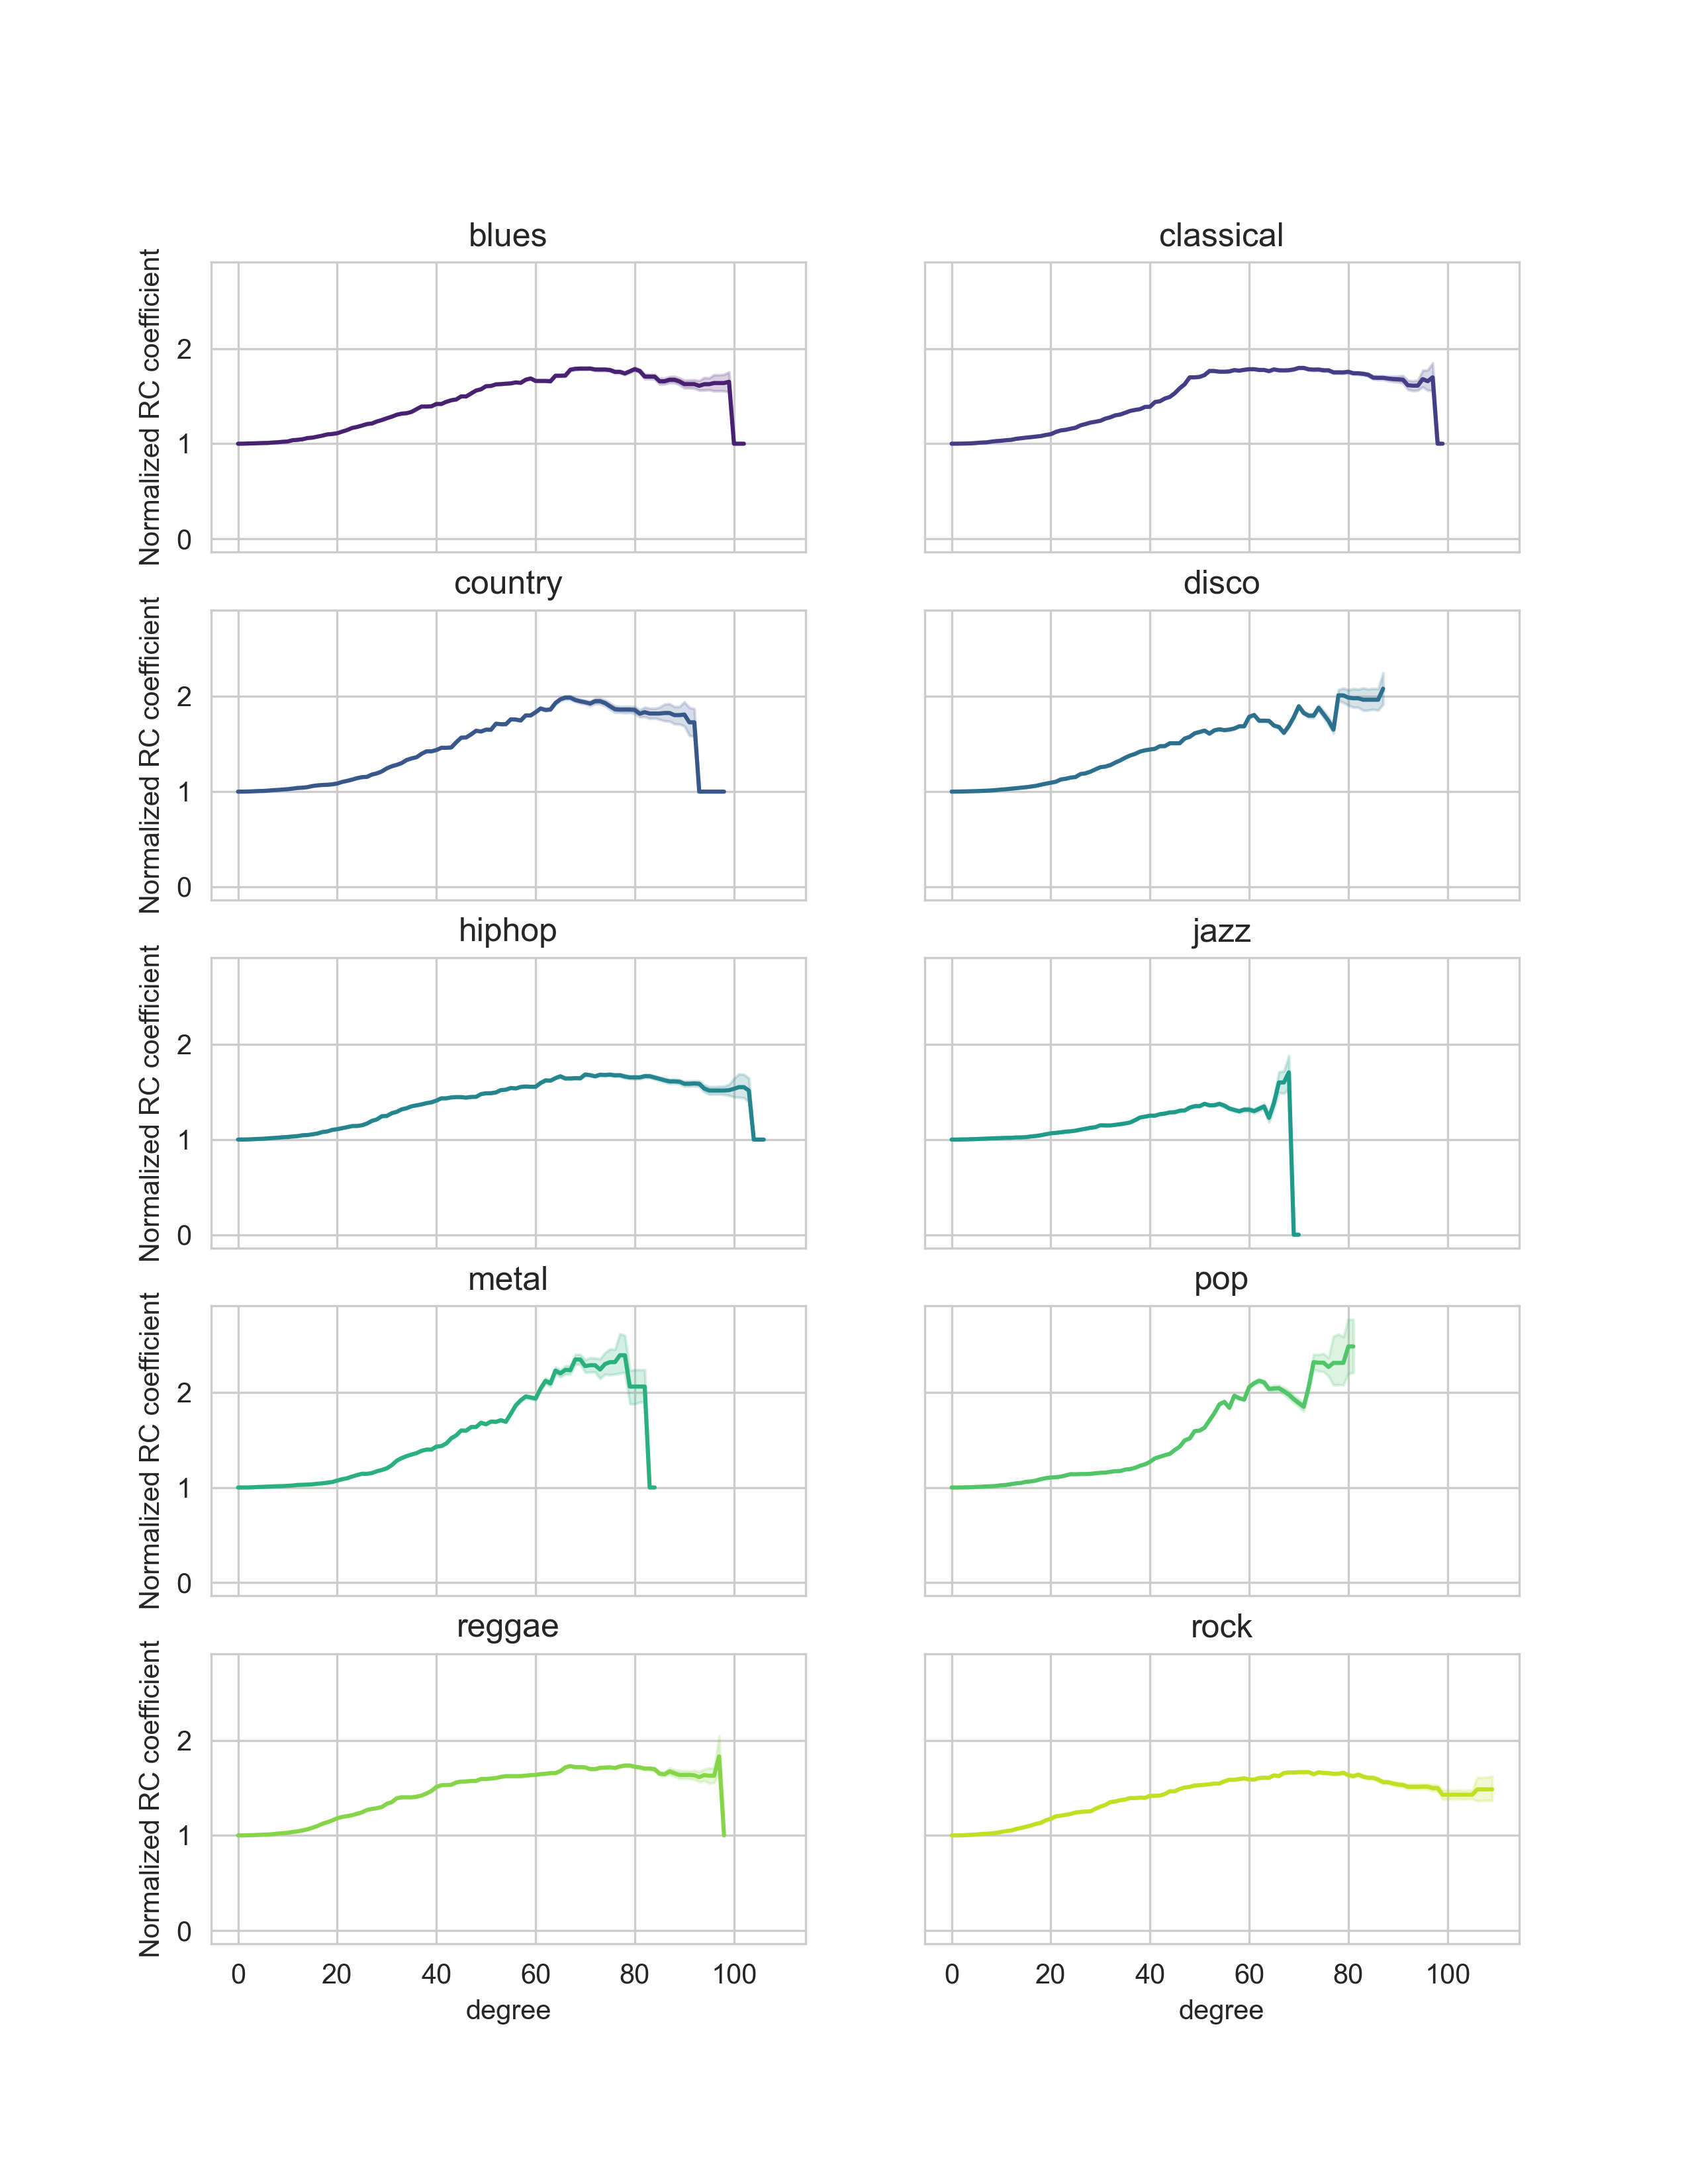 blues
classical
Normalized RC coefficient
2
1
0
country
disco
Normalized RC coefficient
2
1
0
hiphop
jazz
Normalized RC coefficient
2
1
0
metal
pop
Normalized RC coefficient
2
1
0
reggae
rock
Normalized RC coefficient
2
1
0
0 20 40 60 80 100
0 20 40 60 80 100
degree
degree